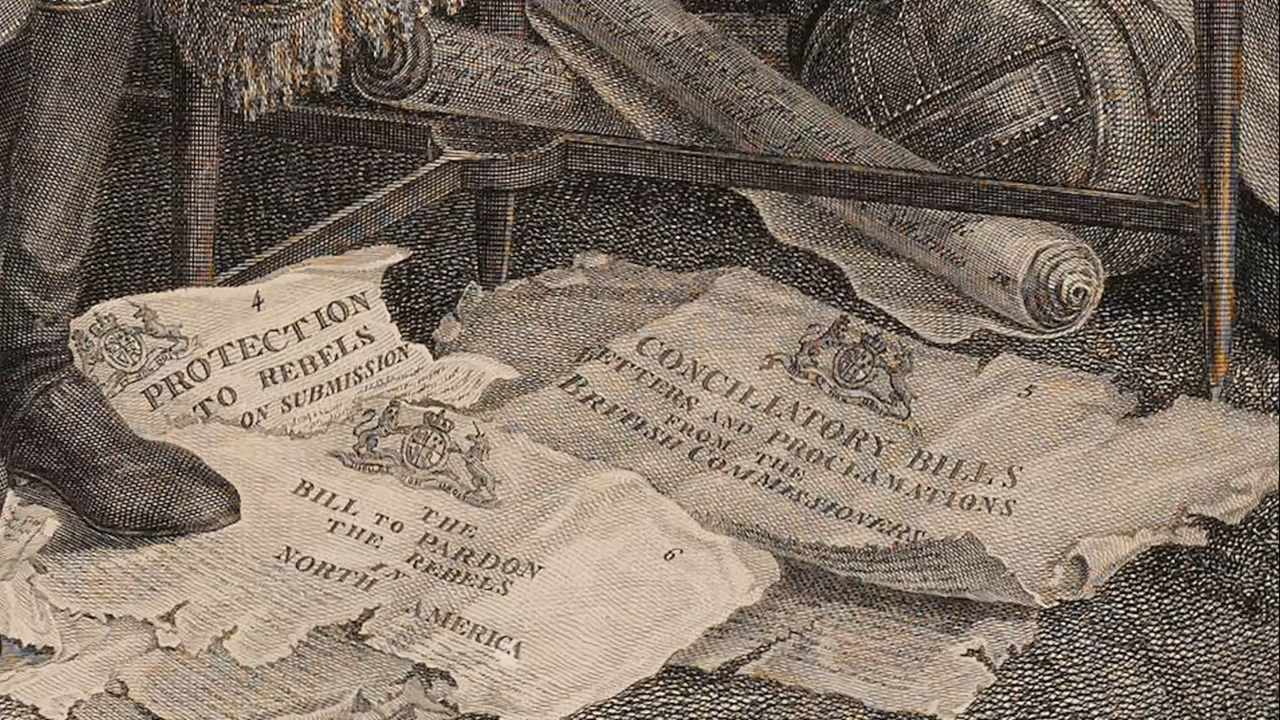 4
PROTECTION
TO REBELS
ON SUBMISSION
5
CONCILIATORY BILLS
LETTERS AND PROCLAMATIONS
FROM THE
BRITISH COMMISSIONERS
6
THE
BILL TO PARDON
THE REBELS
IN
NORTH AMERICA